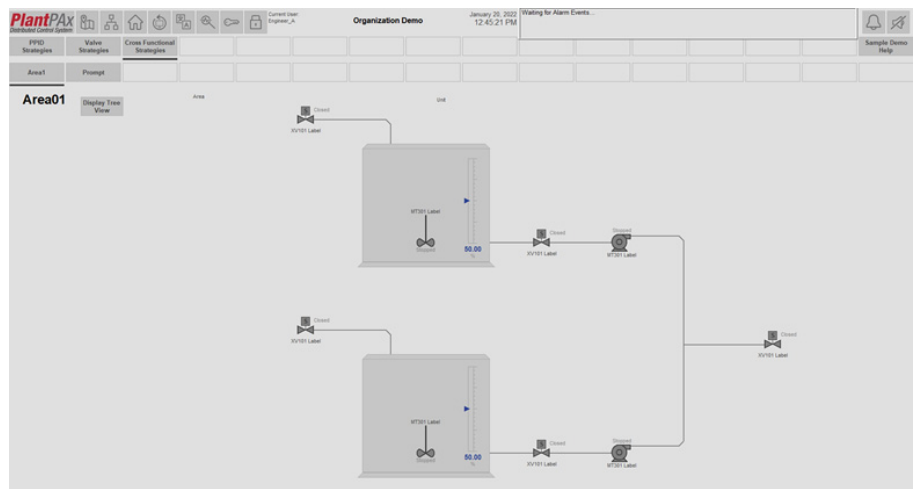 PlantPAx
Distributed Control System
Current User:
Engineer_A
Organization Demo
January 20, 2022
12:45:21 PM
Waiting for Alarm Events...
PPID
Strategies
Valve
Strategies
Cross Functional
Strategies
Sample Demo
Help
Area1
Prompt
Area01
Display Tree
View
Area
Unit
S
Closed
XV101 Label
MT301 Label
Stopped
50.00
%
S
Closed
XV101 Label
Stopped
MT301 Label
S
Closed
XV101 Label
S
Closed
XV101 Label
MT301 Label
Stopped
50.00
%
S
Closed
XV101 Label
Stopped
MT301 Label